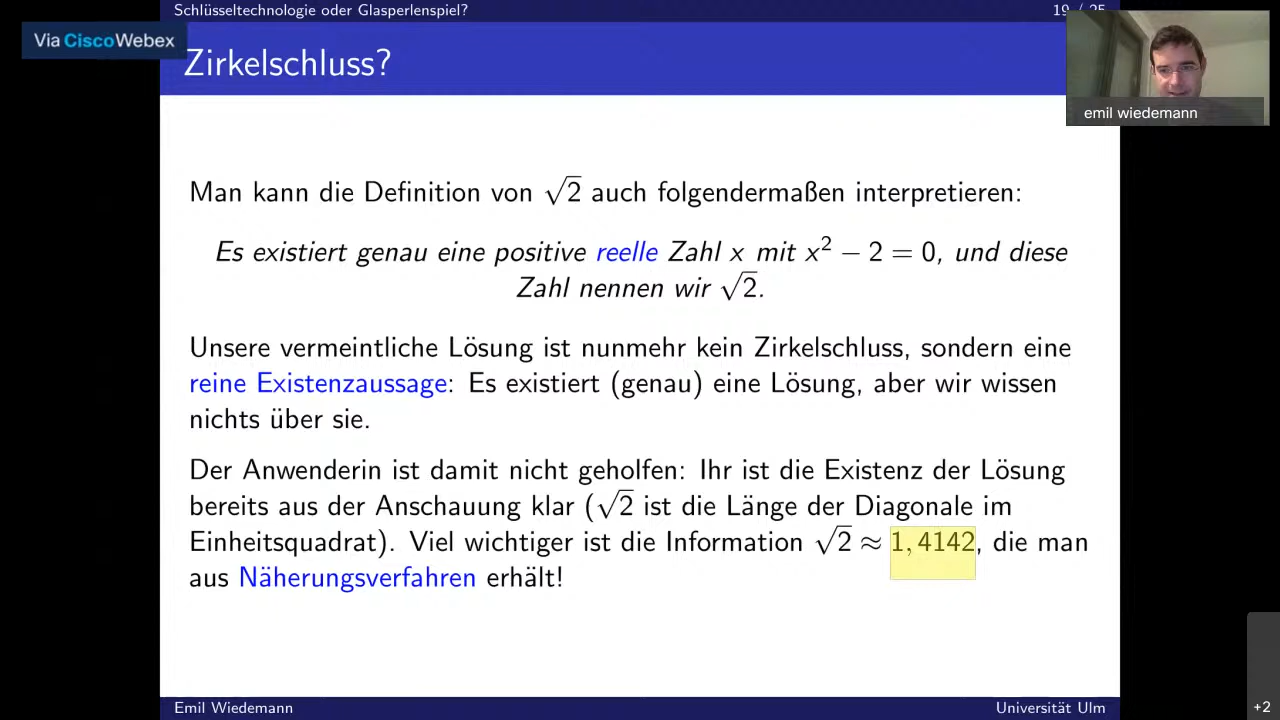 Schlüsseltechnologie oder Glasperlenspiel?
19 / 25
Via CiscoWebex
Zirkelschluss?
emil wiedemann
Man kann die Definition von √2 auch folgendermaßen interpretieren:
Es existiert genau eine positive reelle Zahl x mit x² − 2 = 0, und diese
Zahl nennen wir √2.
Unsere vermeintliche Lösung ist nunmehr kein Zirkelschluss, sondern eine
reine Existenzaussage: Es existiert (genau) eine Lösung, aber wir wissen
nichts über sie.
Der Anwenderin ist damit nicht geholfen: Ihr ist die Existenz der Lösung
bereits aus der Anschauung klar (√2 ist die Länge der Diagonale im
Einheitsquadrat). Viel wichtiger ist die Information √2 ≈ 1,4142, die man
aus Näherungsverfahren erhält!
Emil Wiedemann
Universität Ulm
+2